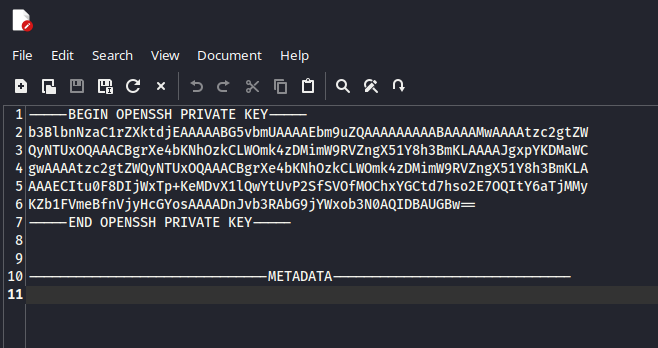 File Edit Search View Document Help
1 -----BEGIN OPENSSH PRIVATE KEY-----
2 b3BlbnNzaC1rZXktdjEAAAAABG5vbmUAAAAEbm9uZQAAAAAAAAABAAAAMwAAAAtzc2gtZW
3 QyNTUxOQAAACBgrXe4bKNhOzkCLWOmk4zDMimW9RVZngX51Y8h3BmKLAAAAJgxpYKDMaWC
4 gwAAAAtzc2gtZWQyNTUxOQAAACBgrXe4bKNhOzkCLWOmk4zDMimW9RVZngX51Y8h3BmKLA
5 AAAECItu0F8DIjWxTp+KeMDvX1lQwYtUvP2SfSVOfMOChxYGCtd7hso2E7OQItY6aTjMMy
6 KZb1FVmeBfnVjyHcGYosAAAADnJvb3RAbG9jYWxob3N0AQIDBAUGBw==
7 -----END OPENSSH PRIVATE KEY-----
8
9
10 ------------------------------METADATA------------------------------
11